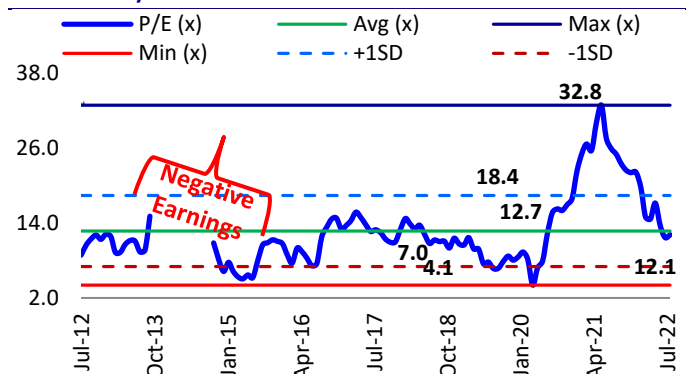 P/E (x) Avg (x) Max (x)
Min (x) +1SD -1SD
38.0
26.0
14.0
2.0
32.8
18.4
12.7
7.0
4.1
12.1
Negative
Earnings
Jul-12 Oct-13 Jan-15 Apr-16 Jul-17 Oct-18 Jan-20 Apr-21 Jul-22